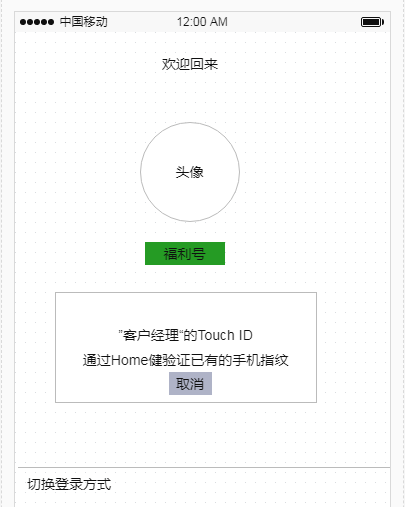 中国移动 12:00 AM
欢迎回来
头像
福利号
”客户经理“的Touch ID
通过Home健验证已有的手机指纹
取消
切换登录方式